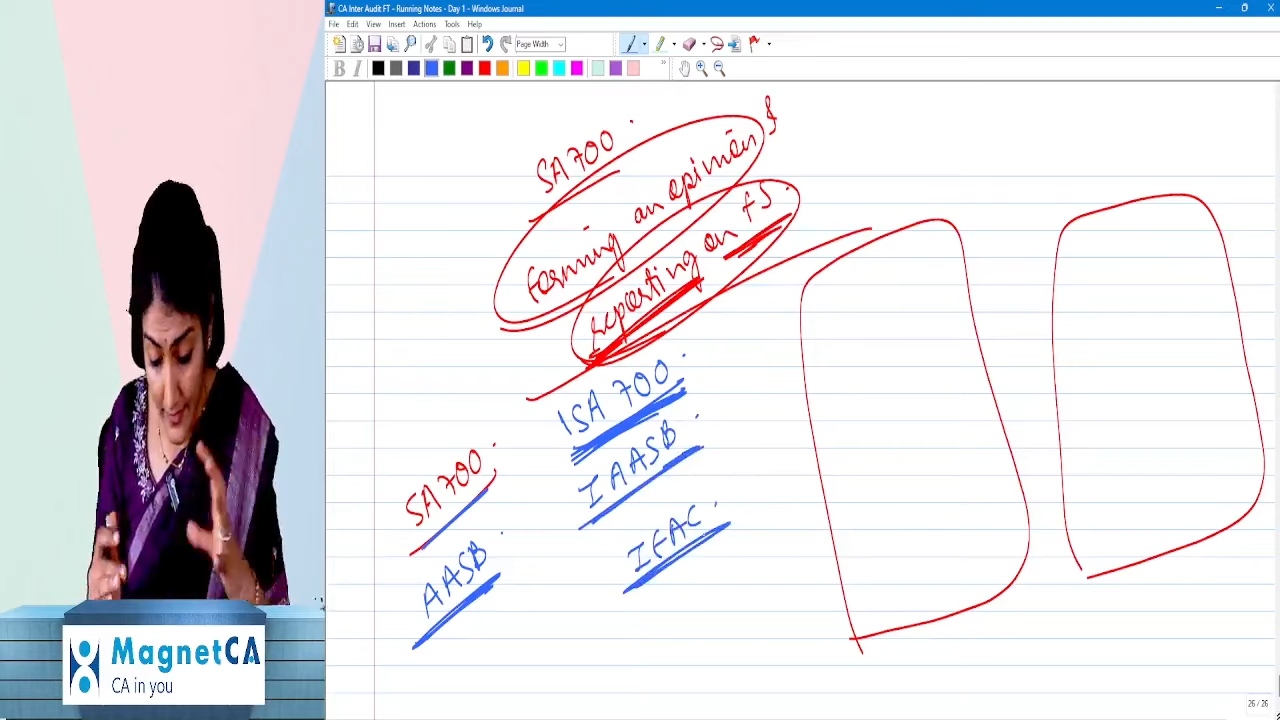 CA Inter Audit FT - Running Notes - Day 1 - Windows Journal
File Edit View Insert Actions Tools Help
Page Width
B I
SA 700
Forming an opinion &
reporting on FS.
ISA 700.
IAASB.
IFAC.
SA 700.
AASB.
MagnetCA
CA in you
26 / 26